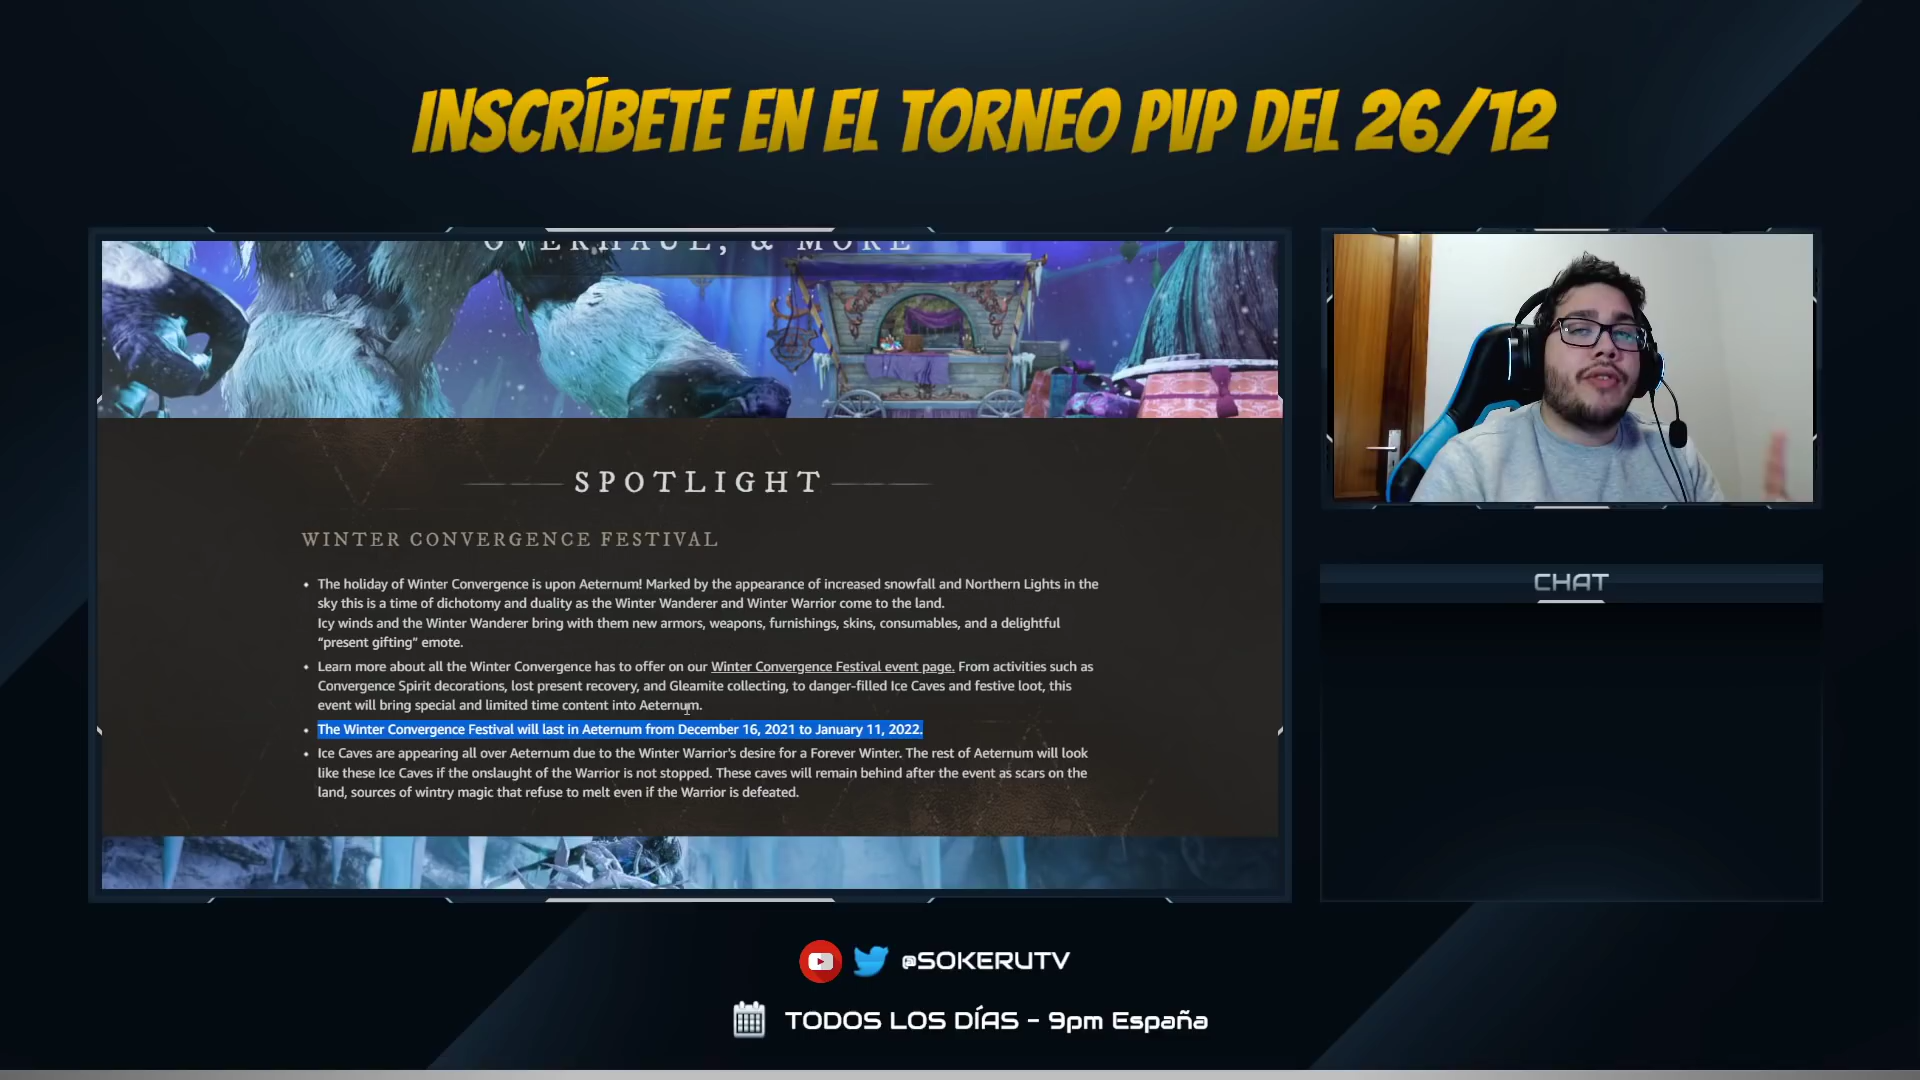 INSCRÍBETE EN EL TORNEO PVP DEL 26/12
OVERHAUL, & MORE
SPOTLIGHT
WINTER CONVERGENCE FESTIVAL
• The holiday of Winter Convergence is upon Aeternum! Marked by the appearance of increased snowfall and Northern Lights in the
sky this is a time of dichotomy and duality as the Winter Wanderer and Winter Warrior come to the land.
Icy winds and the Winter Wanderer bring with them new armors, weapons, furnishings, skins, consumables, and a delightful
“present gifting” emote.
• Learn more about all the Winter Convergence has to offer on our Winter Convergence Festival event page. From activities such as
Convergence Spirit decorations, lost present recovery, and Gleamite collecting, to danger-filled Ice Caves and festive loot, this
event will bring special and limited time content into Aeternum.
• The Winter Convergence Festival will last in Aeternum from December 16, 2021 to January 11, 2022.
• Ice Caves are appearing all over Aeternum due to the Winter Warrior's desire for a Forever Winter. The rest of Aeternum will look
like these Ice Caves if the onslaught of the Warrior is not stopped. These caves will remain behind after the event as scars on the
land, sources of wintry magic that refuse to melt even if the Warrior is defeated.
CHAT
@SOKERUTV
TODOS LOS DÍAS - 9pm España